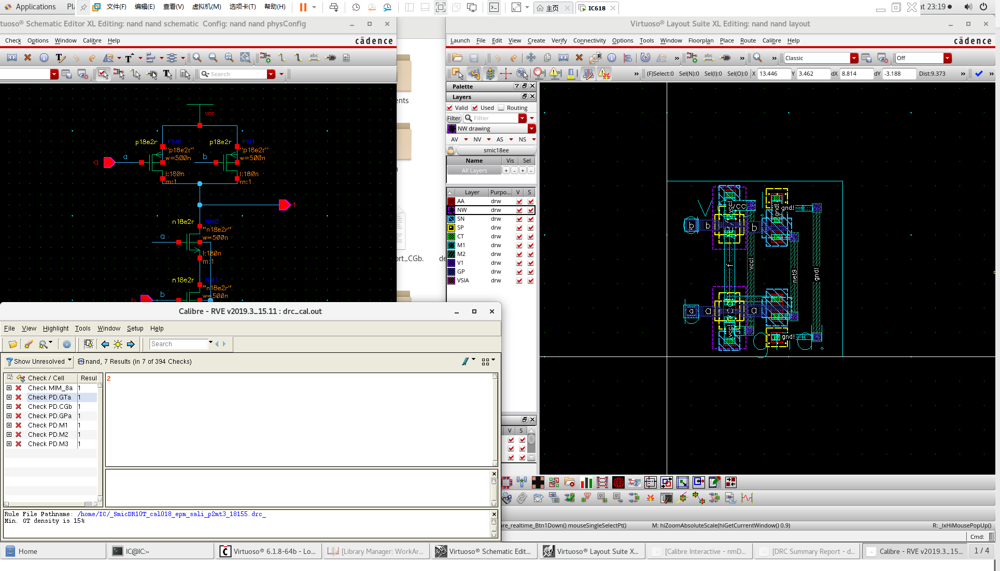 Applications
Pl
文件(F)
编辑(E)
查看(V)
虚拟机(M)
选项卡(T)
帮助(H)
主页
IC618
at 23:19
tuoso® Schematic Editor XL Editing: nand nand schematic  Config: nand nand physConfig
Check
Options
Window
Calibre
Help
cādence
Search
vcc
p18e2r
PM0
"p18e2r"
w=500n
l:180n
m:1
a
a
p18e2r
PM1
"p18e2r"
w=500n
l:180n
m:1
b
f
n18e2r
NM0
"n18e2r"
w=500n
l:180n
m:1
a
n18e2r
NM1
"n18e2r"
w=500n
b
b
ents
ort_CGb.
de
Virtuoso® Layout Suite XL Editing: nand nand layout
Launch
File
Edit
View
Create
Verify
Connectivity
Options
Tools
Window
Floorplan
Place
Route
Calibre
Help
cādence
Classic
Off
(F)Select:0
Sel(N):0
Sel(I):0
Sel(O):0
X
13.446
Y
3.462
dX
8.814
dY
-3.188
Dist:9.373
Palette
Layers
Valid
Used
Routing
Filter
Filter
NW drawing
AV
NV
AS
NS
smic18ee
Name
Vis
Sel
All Layers
+
-
+
-
Layer
Purpo...
V
S
AA
drw
NW
drw
SN
drw
SP
drw
CT
drw
M1
drw
M2
drw
V1
drw
GP
drw
VSIA
drw
V
S
vcc!
vcc
gnd!
gnd!
b
b
b
f
vcc!
net9
gnd!
a
a
a
vcc!
gnd!
Calibre - RVE v2019.3_15.11 : drc_cal.out
File
View
Highlight
Tools
Window
Setup
Help
Search
Show Unresolved
nand, 7 Results (in 7 of 394 Checks)
Check / Cell
Resul
Check MIM_8a
1
Check PD.GTa
1
Check PD.CGb
1
Check PD.GPa
1
Check PD.M1
1
Check PD.M2
1
Check PD.M3
1
2
Rule File Pathname: /home/IC/_SmicDR10T_cal018_epm_sali_p2mt3_18155.drc_
Min. GT density is 15%
ore_realtime_Btn1Down() mouseSingleSelectPt()
M: hiZoomAbsoluteScale(hiGetCurrentWindow() 0.9)
R: _lxHiMousePopUp()
Cmd:
Home
IC@IC:~
Virtuoso® 6.1.8-64b - Lo...
[Library Manager: WorkAr...
Virtuoso® Schematic Edit...
Virtuoso® Layout Suite X...
[Calibre Interactive - nmD...
[DRC Summary Report - d...
Calibre - RVE v2019.3_15...
1 / 4